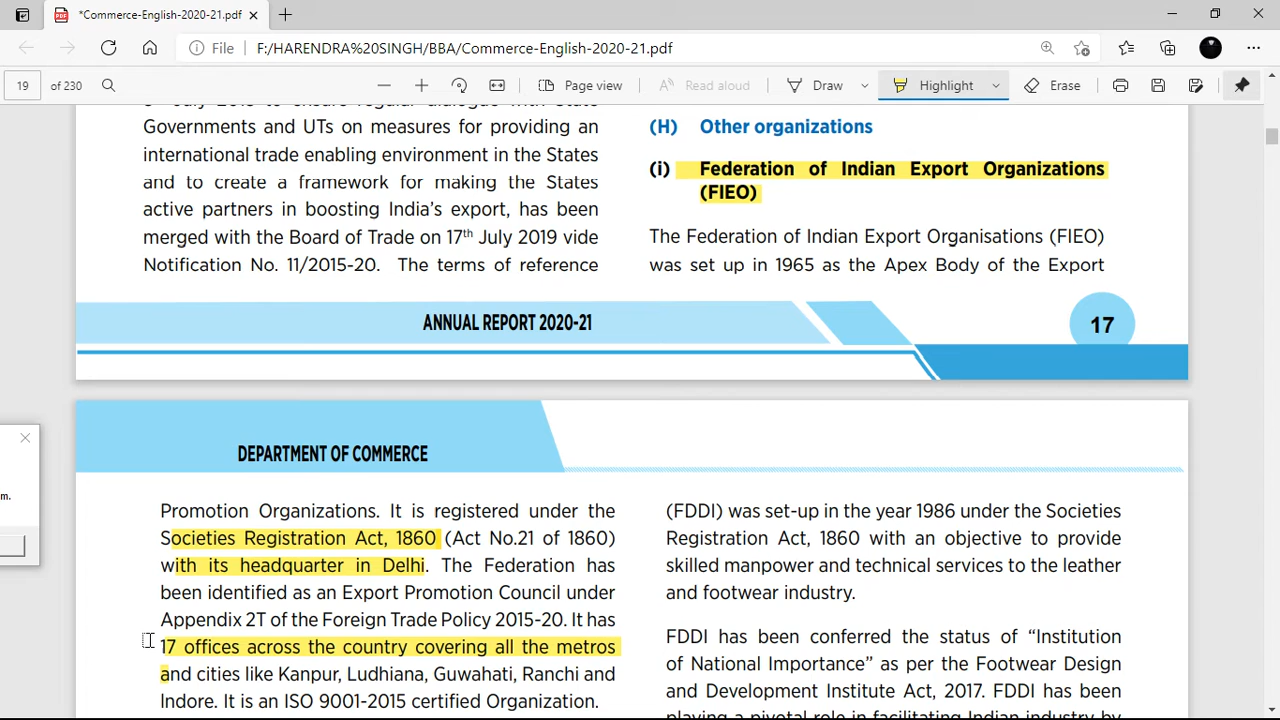 *Commerce-English-2020-21.pdf
File F:/HARENDRA%20SINGH/BBA/Commerce-English-2020-21.pdf
19 of 230 Page view Read aloud Draw Highlight Erase
Governments and UTs on measures for providing an
international trade enabling environment in the States
and to create a framework for making the States
active partners in boosting India's export, has been
merged with the Board of Trade on 17th July 2019 vide
Notification No. 11/2015-20. The terms of reference
(H) Other organizations
(i) Federation of Indian Export Organizations
(FIEO)
The Federation of Indian Export Organisations (FIEO)
was set up in 1965 as the Apex Body of the Export
ANNUAL REPORT 2020-21
17
DEPARTMENT OF COMMERCE
m.
Promotion Organizations. It is registered under the
Societies Registration Act, 1860 (Act No.21 of 1860)
with its headquarter in Delhi. The Federation has
been identified as an Export Promotion Council under
Appendix 2T of the Foreign Trade Policy 2015-20. It has
17 offices across the country covering all the metros
and cities like Kanpur, Ludhiana, Guwahati, Ranchi and
Indore. It is an ISO 9001-2015 certified Organization.
(FDDI) was set-up in the year 1986 under the Societies
Registration Act, 1860 with an objective to provide
skilled manpower and technical services to the leather
and footwear industry.
FDDI has been conferred the status of “Institution
of National Importance” as per the Footwear Design
and Development Institute Act, 2017. FDDI has been
playing a pivotal role in facilitating Indian industry by